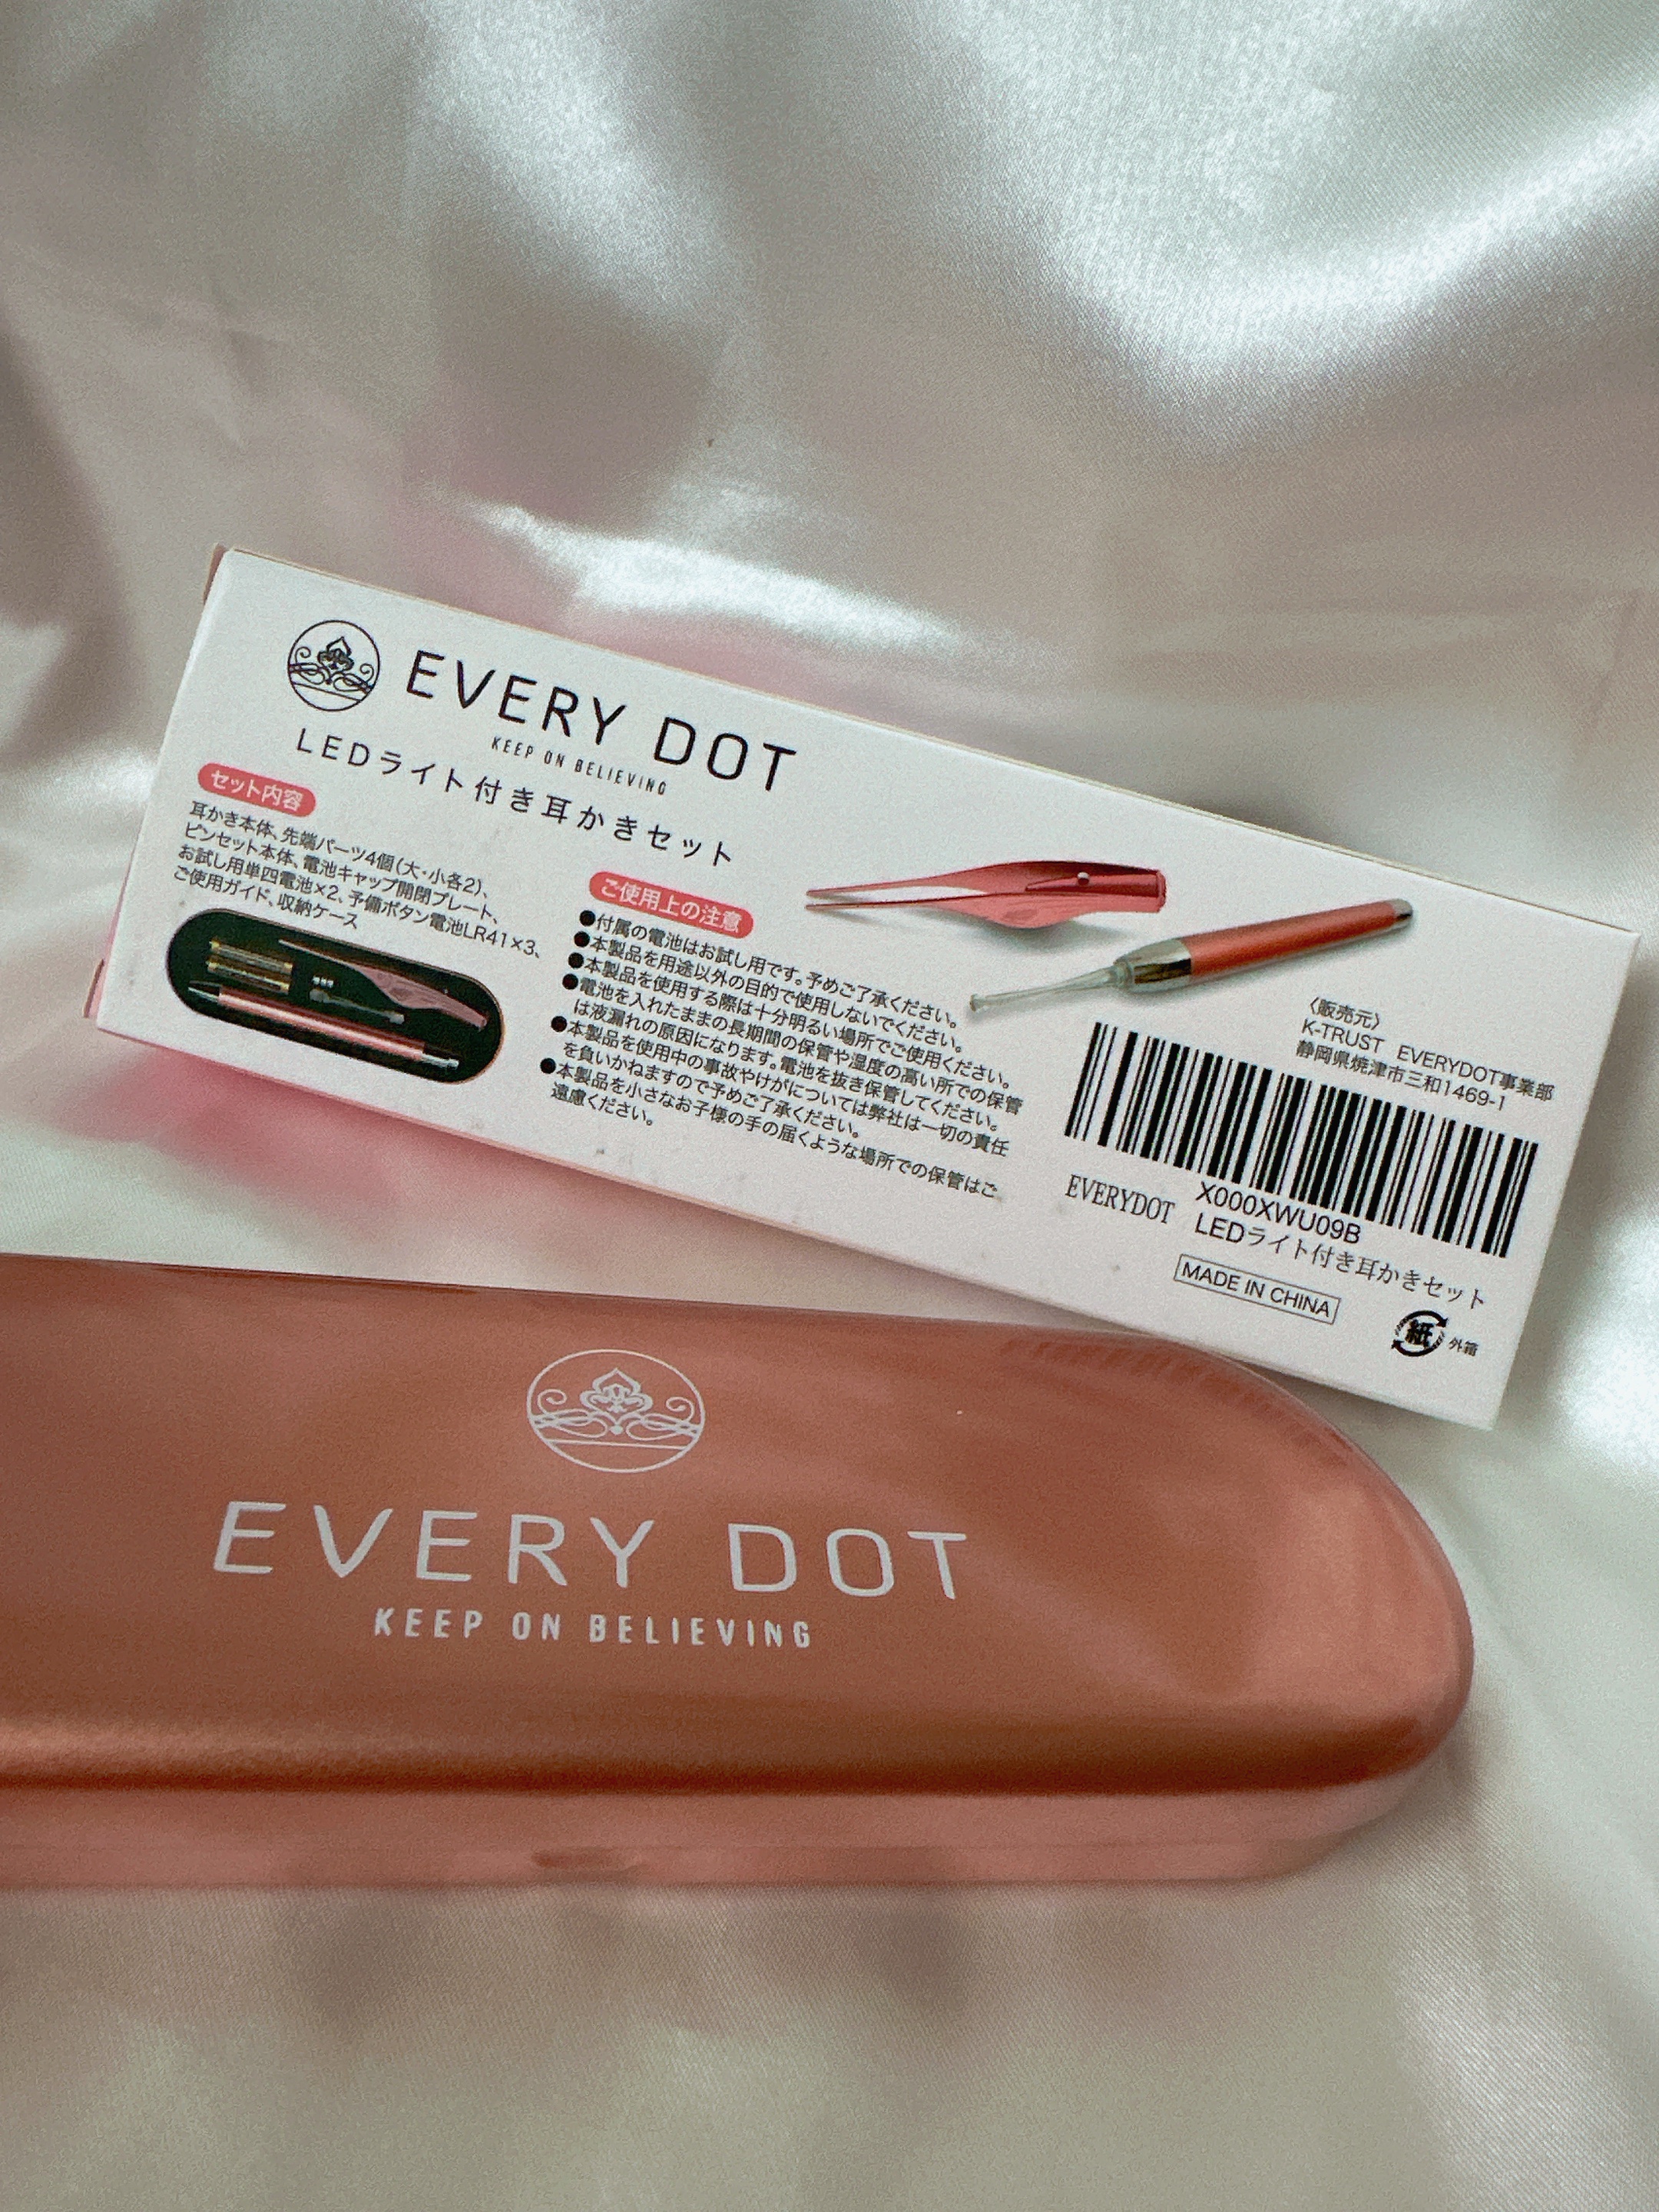 EVERY DOT
KEEP ON BELIEVING
LEDライト付き耳かきセット
セット内容
耳かき本体、先端パーツ4個(大・小各2)、
ピンセット本体、電池キャップ開閉プレート、
お試し用単四電池×2、予備ボタン電池LR41×3、
ご使用ガイド、収納ケース
ご使用上の注意
●付属の電池はお試し用です。予めご了承ください。
●本製品を用途以外の目的で使用しないでください。
●本製品を使用する際は十分明るい場所でご使用ください。
●電池を入れたままの長期間の保管や湿度の高い所での保管
は液漏れの原因になります。電池を抜き保管してください。
●本製品を使用中の事故やけがについては弊社は一切の責任
を負いかねますので予めご了承ください。
●本製品を小さなお子様の手の届くような場所での保管はご
遠慮ください。
〈販売元〉
K-TRUST EVERYDOT事業部
静岡県焼津市三和1469-1
X000XWU09B
EVERYDOT LEDライト付き耳かきセット
MADE IN CHINA
紙 外箱
EVERY DOT
KEEP ON BELIEVING